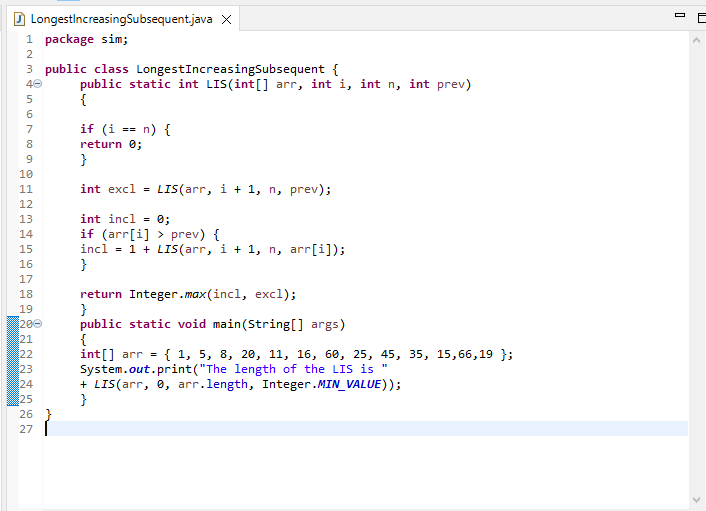 LongestIncreasingSubsequent.java
1 package sim;
2
3 public class LongestIncreasingSubsequent {
4 public static int LIS(int[] arr, int i, int n, int prev)
5 {
6
7 if (i == n) {
8 return 0;
9 }
10
11 int excl = LIS(arr, i + 1, n, prev);
12
13 int incl = 0;
14 if (arr[i] > prev) {
15 incl = 1 + LIS(arr, i + 1, n, arr[i]);
16 }
17
18 return Integer.max(incl, excl);
19 }
20 public static void main(String[] args)
21 {
22 int[] arr = { 1, 5, 8, 20, 11, 16, 60, 25, 45, 35, 15,66,19 };
23 System.out.print("The length of the LIS is "
24 + LIS(arr, 0, arr.length, Integer.MIN_VALUE));
25 }
26 }
27